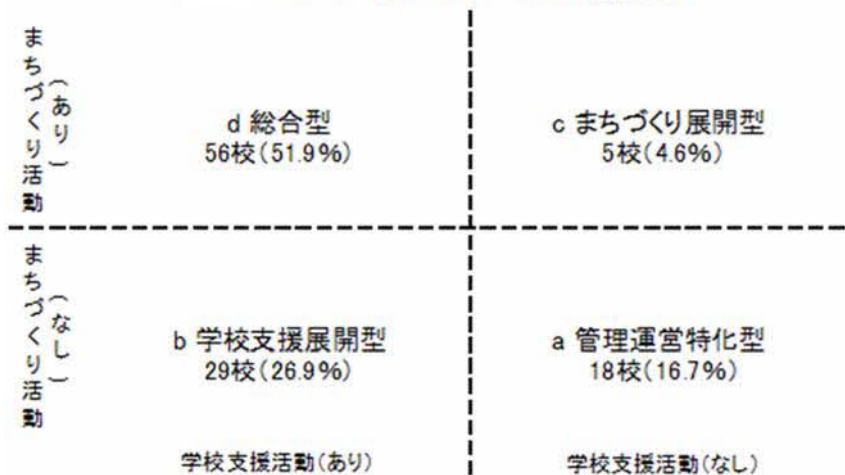 まちづくり活動
(あり)
d 総合型
56校(51.9%)
c まちづくり展開型
5校(4.6%)
まちづくり活動
(なし)
b 学校支援展開型
29校(26.9%)
a 管理運営特化型
18校(16.7%)
学校支援活動(あり)
学校支援活動(なし)